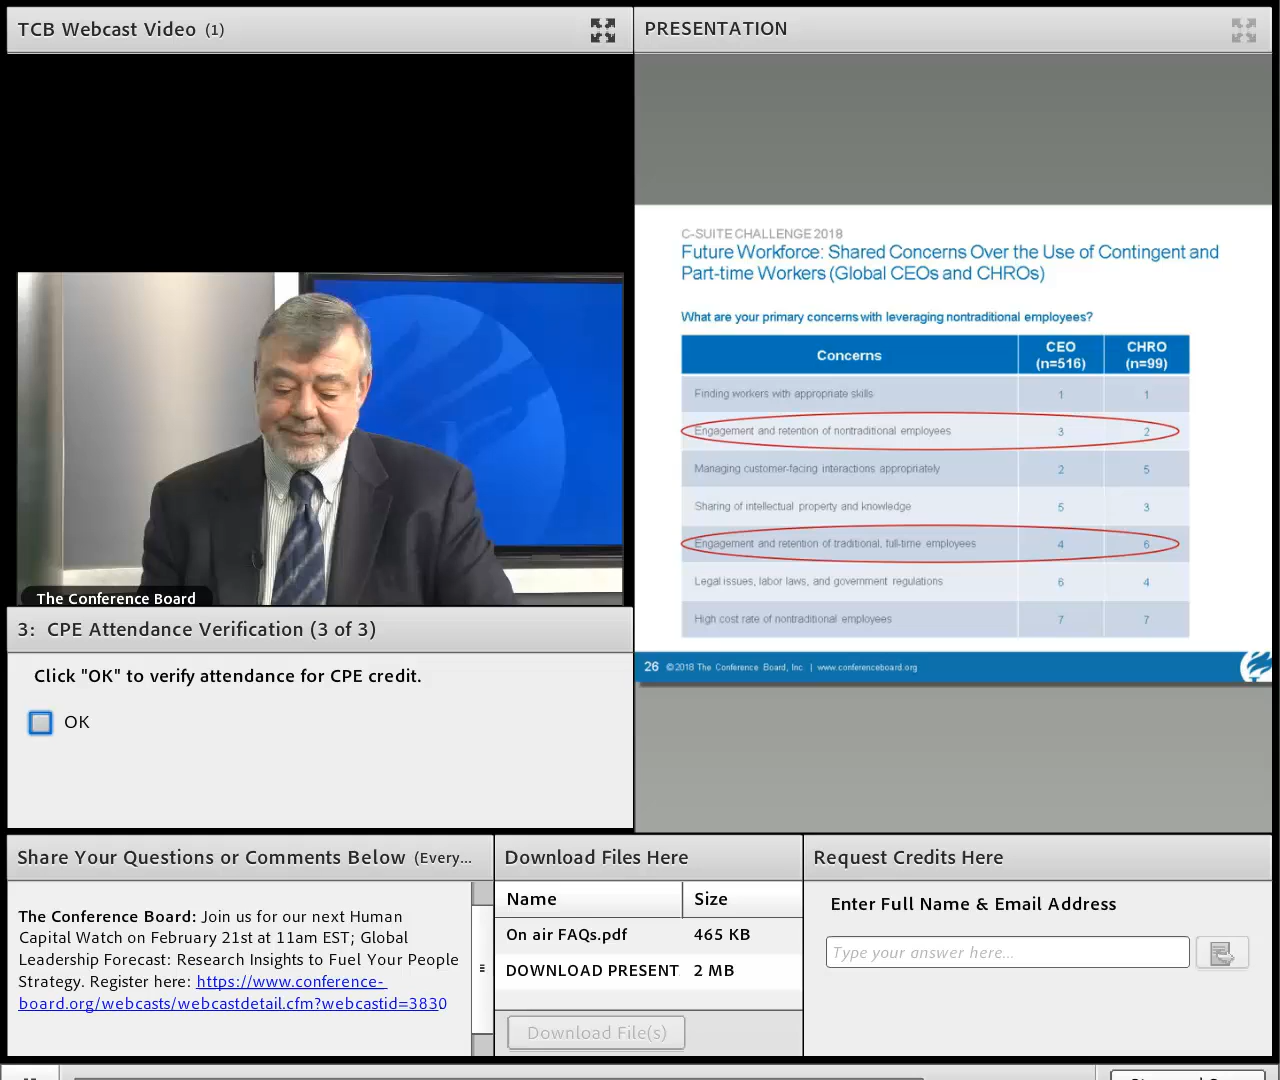 TCB Webcast Video (1)
PRESENTATION
C-SUITE CHALLENGE 2018
Future Workforce: Shared Concerns Over the Use of Contingent and
Part-time Workers (Global CEOs and CHROs)
What are your primary concerns with leveraging nontraditional employees?
Concerns CEO (n=516) CHRO (n=99)
Finding workers with appropriate skills 1 1
Engagement and retention of nontraditional employees 3 2
Managing customer-facing interactions appropriately 2 5
Sharing of intellectual property and knowledge 5 3
Engagement and retention of traditional, full-time employees 4 6
Legal issues, labor laws, and government regulations 6 4
High cost rate of nontraditional employees 7 7
26 ©2018 The Conference Board, Inc. | www.conferenceboard.org
The Conference Board
3: CPE Attendance Verification (3 of 3)
Click "OK" to verify attendance for CPE credit.
OK
Share Your Questions or Comments Below (Every...
The Conference Board: Join us for our next Human
Capital Watch on February 21st at 11am EST; Global
Leadership Forecast: Research Insights to Fuel Your People
Strategy. Register here: https://www.conference-
board.org/webcasts/webcastdetail.cfm?webcastid=3830
Download Files Here
Name Size
On air FAQs.pdf 465 KB
DOWNLOAD PRESENT 2 MB
Download File(s)
Request Credits Here
Enter Full Name & Email Address
Type your answer here...